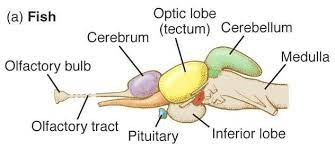 (a) Fish
Optic lobe
(tectum)
Cerebellum
Cerebrum
Medulla
Olfactory bulb
Olfactory tract
Pituitary
Inferior lobe